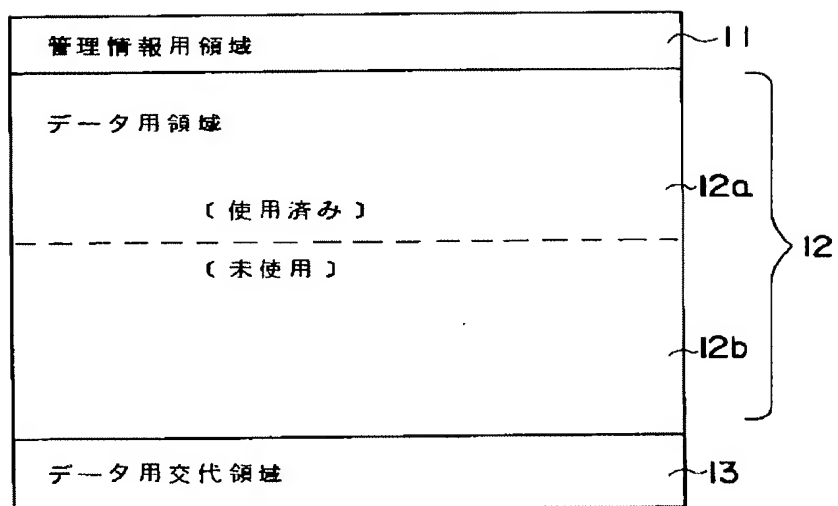 管理情報用領域
11
データ用領域
12a
〔使用済み〕
12
〔未使用〕
12b
データ用交代領域
13